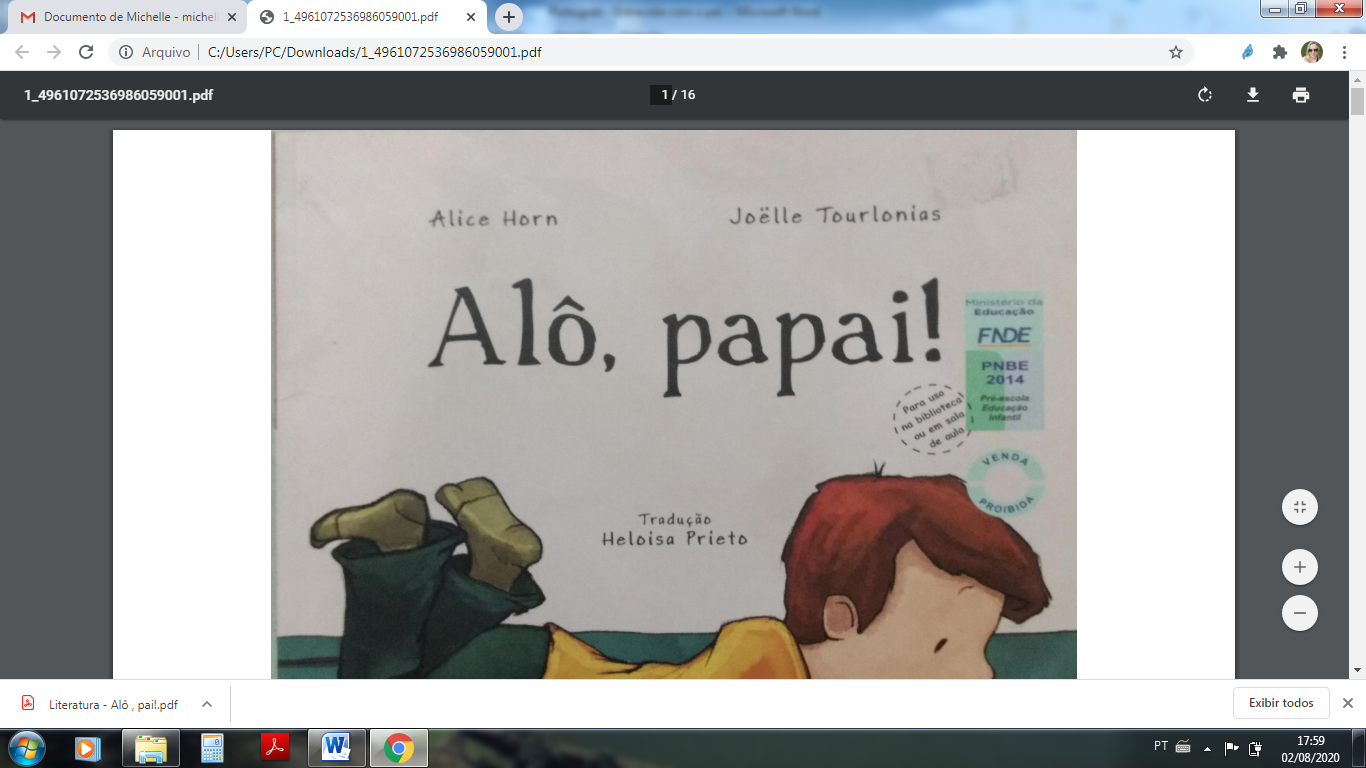 Documento de Michelle - michel
1_4961072536986059001.pdf
Arquivo
C:/Users/PC/Downloads/1_4961072536986059001.pdf
1_4961072536986059001.pdf
1 / 16
Alice Horn
Joëlle Tourlonias
Alô, papai!
Ministério da
Educação
FNDE
PNBE
2014
Pré-escola
Educação
Infantil
Para uso
na biblioteca
ou em sala
de aula
VENDA
PROIBIDA
Tradução
Heloisa Prieto
Literatura - Alô , pai!.pdf
Exibir todos
PT
17:59
02/08/2020